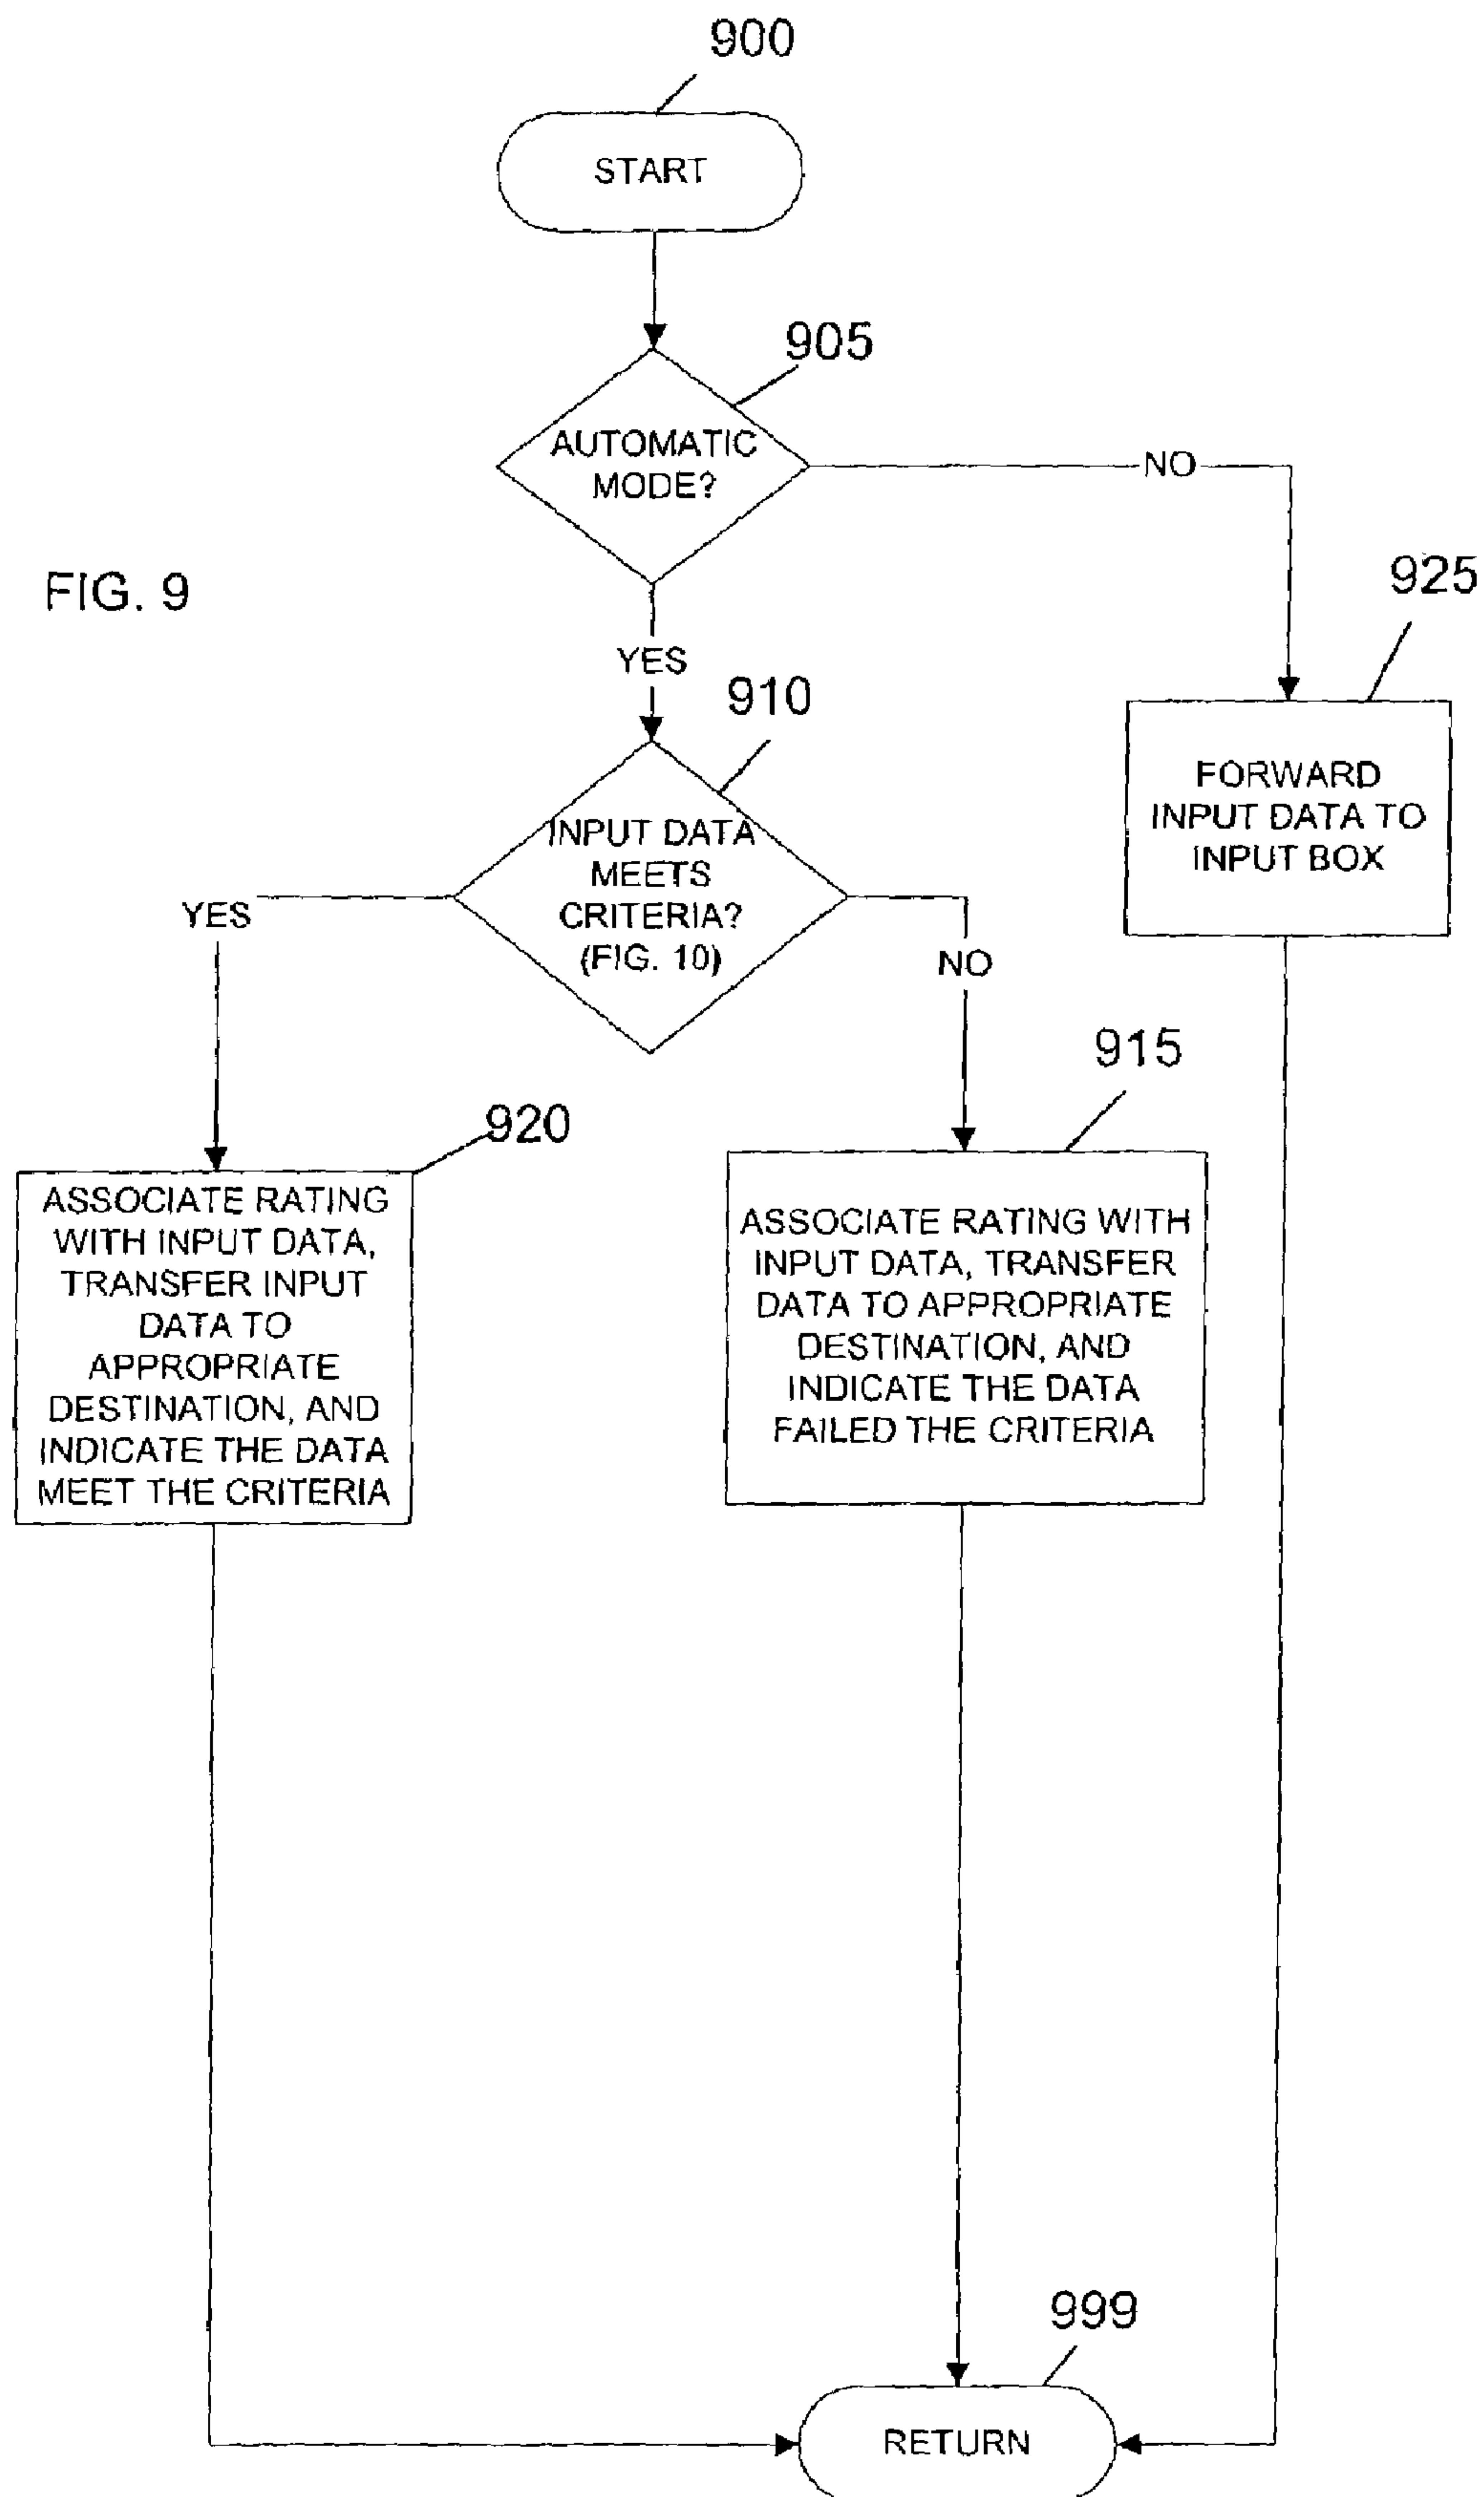 900
START
905
AUTOMATIC
MODE?
NO
FIG. 9
925
YES
910
FORWARD
INPUT DATA TO
INPUT BOX
INPUT DATA
MEETS
CRITERIA?
(FIG. 10)
YES
NO
915
920
ASSOCIATE RATING
WITH INPUT DATA,
TRANSFER INPUT
DATA TO
APPROPRIATE
DESTINATION, AND
INDICATE THE DATA
MEET THE CRITERIA
ASSOCIATE RATING WITH
INPUT DATA, TRANSFER
DATA TO APPROPRIATE
DESTINATION, AND
INDICATE THE DATA
FAILED THE CRITERIA
999
RETURN